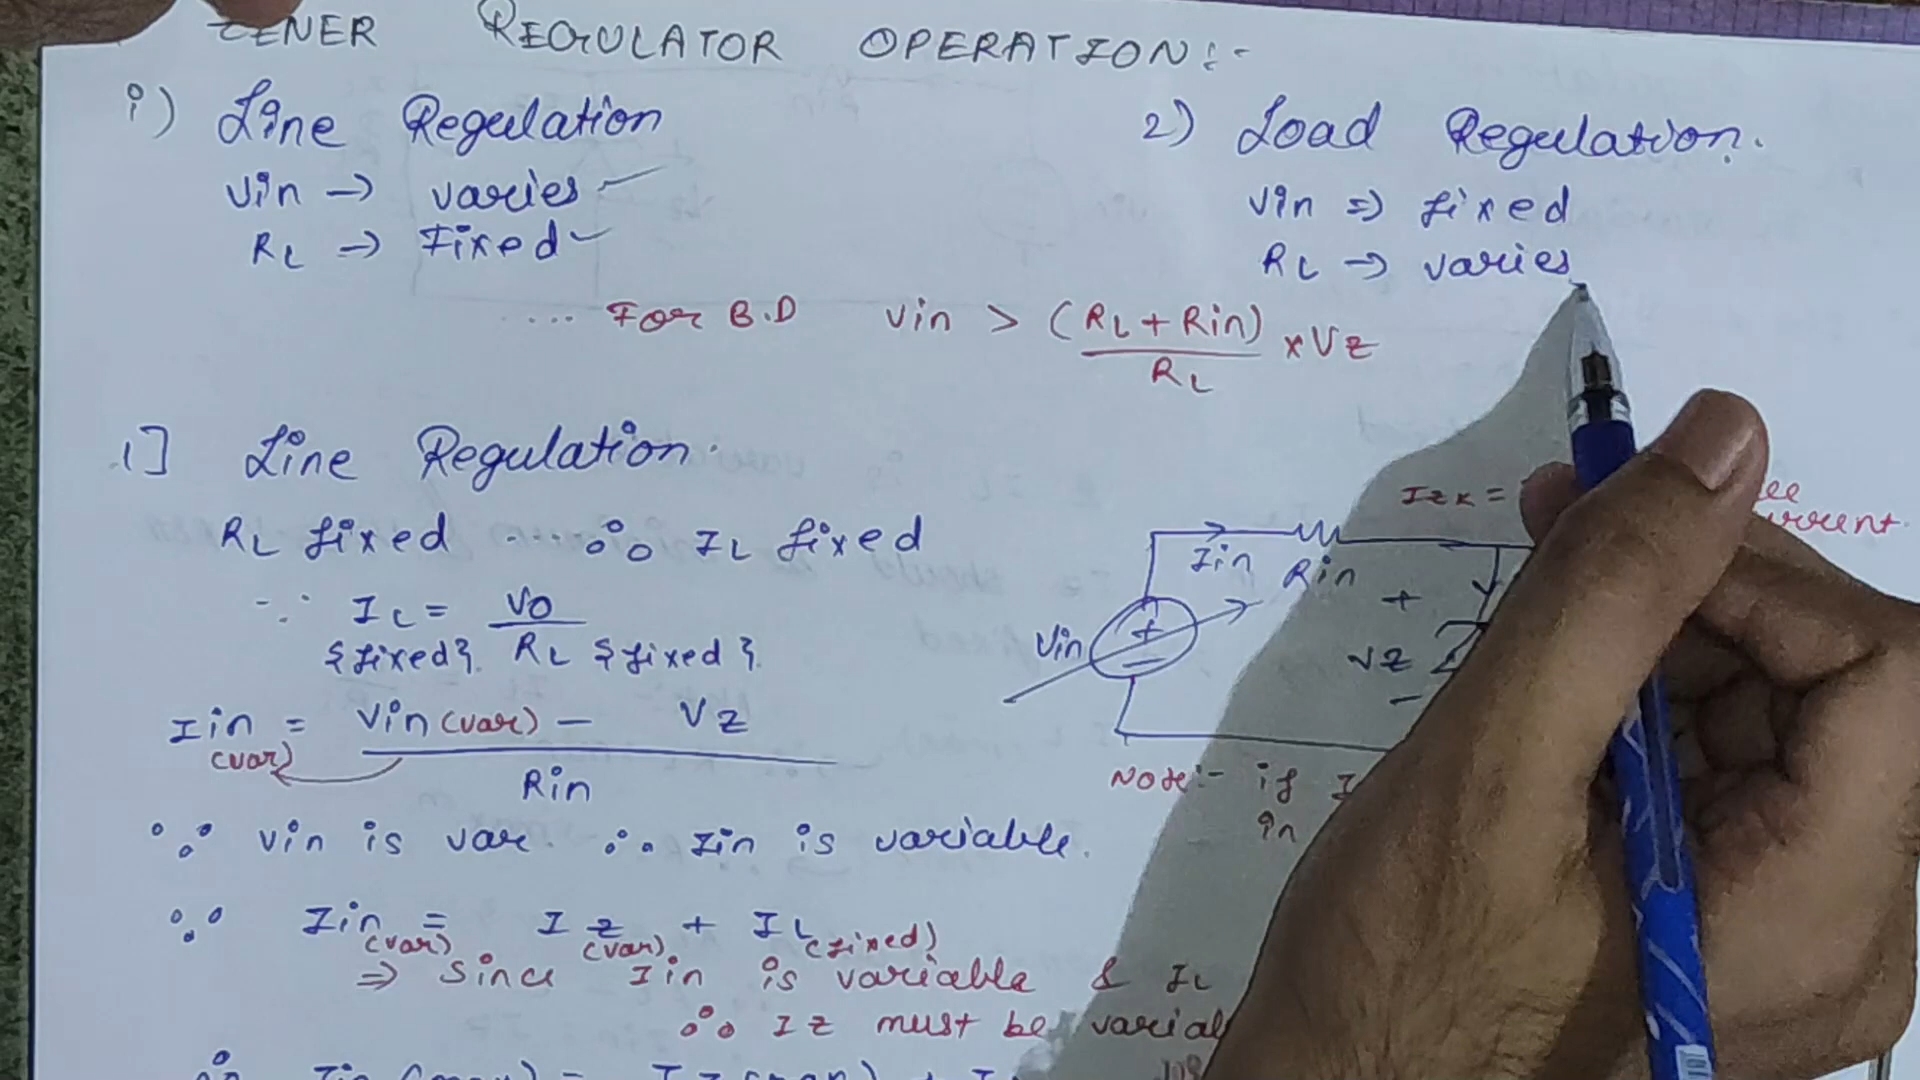 ZENER REGULATOR OPERATION:-
i) Line Regulation
Vin → varies
RL → Fixed
2) Load Regulation.
Vin ⇒ fixed
RL → varies
.... For B.D Vin > (RL + Rin) / RL × Vz
1] Line Regulation.
RL fixed ....∴ IL fixed
∵ IL = Vo / RL
{fixed}. {fixed}.
Iin (var) = Vin (var) - Vz / Rin
∵ Vin is var. ∴ Iin is variable.
∵ Iin (var) = Iz (var) + IL (fixed)
⇒ Since Iin is variable & IL
∴ Iz must be
IZK =
Iin Rin
Vin + - + Vz -
Note:- if
in